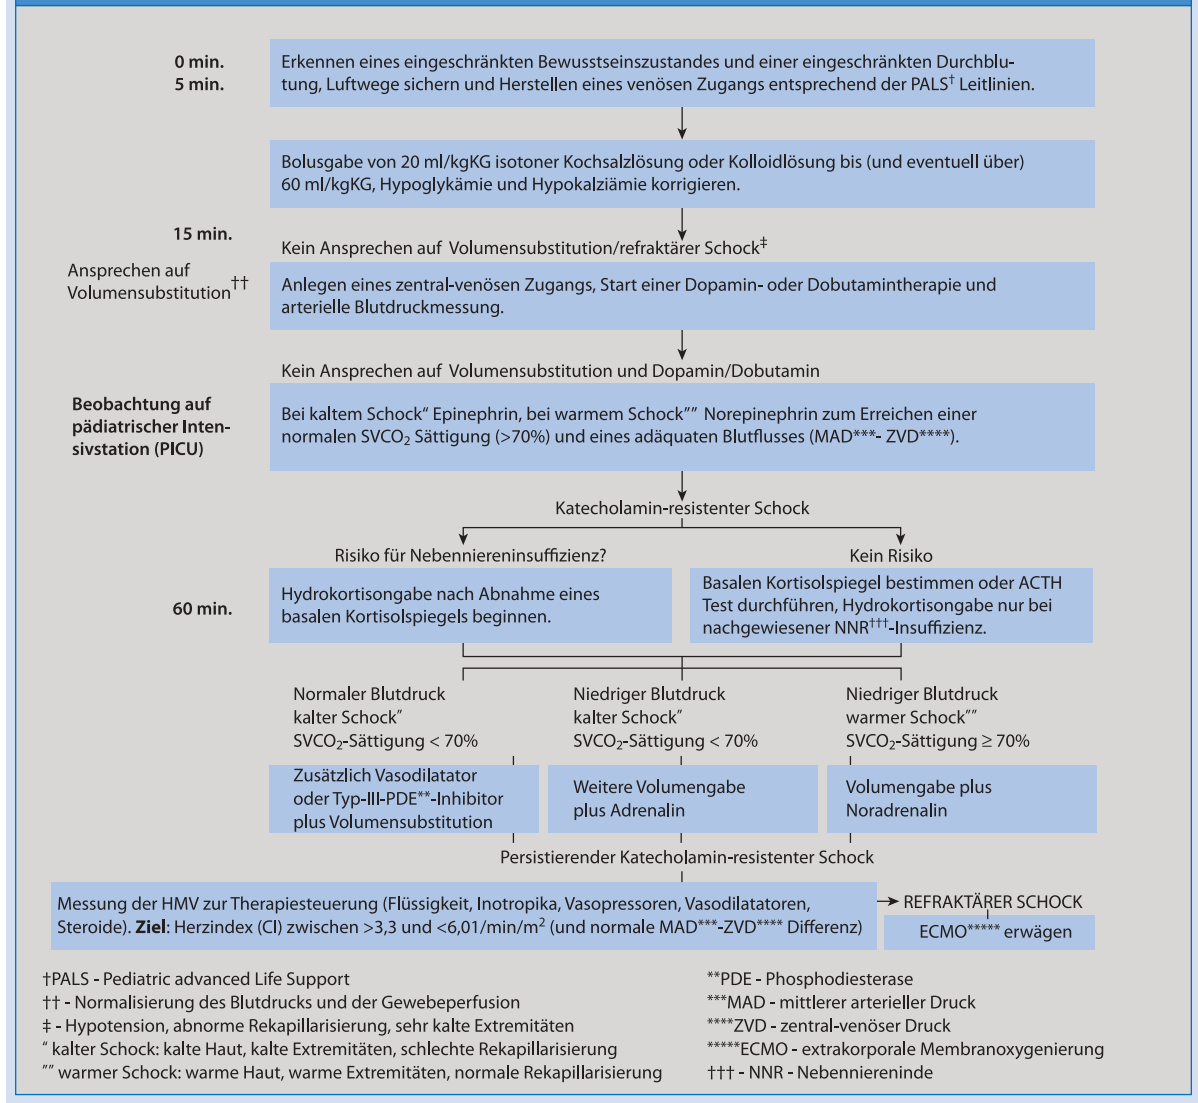 0 min.
5 min.
Erkennen eines eingeschränkten Bewusstseinszustandes und einer eingeschränkten Durchblu-
tung, Luftwege sichern und Herstellen eines venösen Zugangs entsprechend der PALS† Leitlinien.
Bolusgabe von 20 ml/kgKG isotoner Kochsalzlösung oder Kolloidlösung bis (und eventuell über)
60 ml/kgKG, Hypoglykämie und Hypokalziämie korrigieren.
15 min.
Kein Ansprechen auf Volumensubstitution/refraktärer Schock‡
Ansprechen auf
Volumensubstitution††
Anlegen eines zentral-venösen Zugangs, Start einer Dopamin- oder Dobutamintherapie und
arterielle Blutdruckmessung.
Kein Ansprechen auf Volumensubstitution und Dopamin/Dobutamin
Beobachtung auf
pädiatrischer Inten-
sivstation (PICU)
Bei kaltem Schock“ Epinephrin, bei warmem Schock”” Norepinephrin zum Erreichen einer
normalen SVCO₂ Sättigung (>70%) und eines adäquaten Blutflusses (MAD***- ZVD****).
Katecholamin-resistenter Schock
Risiko für Nebenniereninsuffizienz?
Kein Risiko
60 min.
Hydrokortisongabe nach Abnahme eines
basalen Kortisolspiegels beginnen.
Basalen Kortisolspiegel bestimmen oder ACTH
Test durchführen, Hydrokortisongabe nur bei
nachgewiesener NNR†††-Insuffizienz.
Normaler Blutdruck
kalter Schock”
SVCO₂-Sättigung < 70%
Niedriger Blutdruck
kalter Schock”
SVCO₂-Sättigung < 70%
Niedriger Blutdruck
warmer Schock””
SVCO₂-Sättigung ≥ 70%
Zusätzlich Vasodilatator
oder Typ-III-PDE**-Inhibitor
plus Volumensubstitution
Weitere Volumengabe
plus Adrenalin
Volumengabe plus
Noradrenalin
Persistierender Katecholamin-resistenter Schock
Messung der HMV zur Therapiesteuerung (Flüssigkeit, Inotropika, Vasopressoren, Vasodilatatoren,
Steroide). Ziel: Herzindex (CI) zwischen >3,3 und <6,01/min/m² (und normale MAD***-ZVD**** Differenz)
REFRAKTÄRER SCHOCK
ECMO***** erwägen
†PALS - Pediatric advanced Life Support
†† - Normalisierung des Blutdrucks und der Gewebeperfusion
‡ - Hypotension, abnorme Rekapillarisierung, sehr kalte Extremitäten
“ kalter Schock: kalte Haut, kalte Extremitäten, schlechte Rekapillarisierung
”” warmer Schock: warme Haut, warme Extremitäten, normale Rekapillarisierung
**PDE - Phosphodiesterase
***MAD - mittlerer arterieller Druck
****ZVD - zentral-venöser Druck
*****ECMO - extrakorporale Membranoxygenierung
††† - NNR - Nebenniereninde